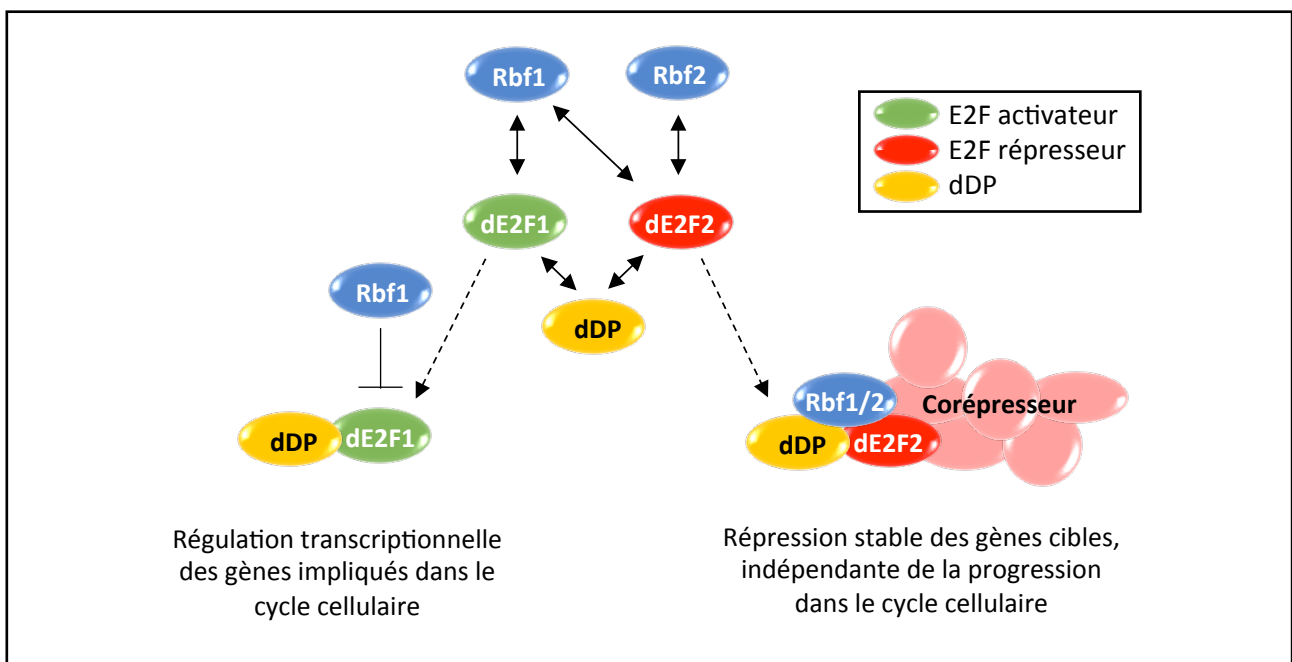 Rbf1
Rbf2
E2F activateur
E2F répresseur
dDP
dE2F1
dE2F2
Rbf1
dDP
Rbf1/2
Corépresseur
dDP
dE2F1
dDP
dE2F2
Régulation transcriptionnelle
des gènes impliqués dans le
cycle cellulaire
Répression stable des gènes cibles,
indépendante de la progression
dans le cycle cellulaire